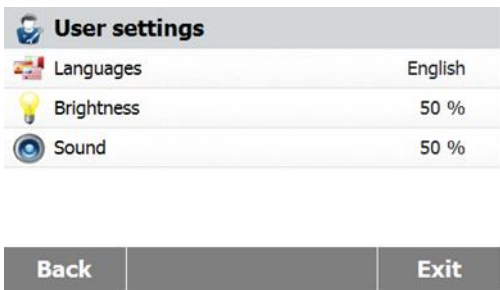 User settings
Languages English
Brightness 50 %
Sound 50 %
Back Exit